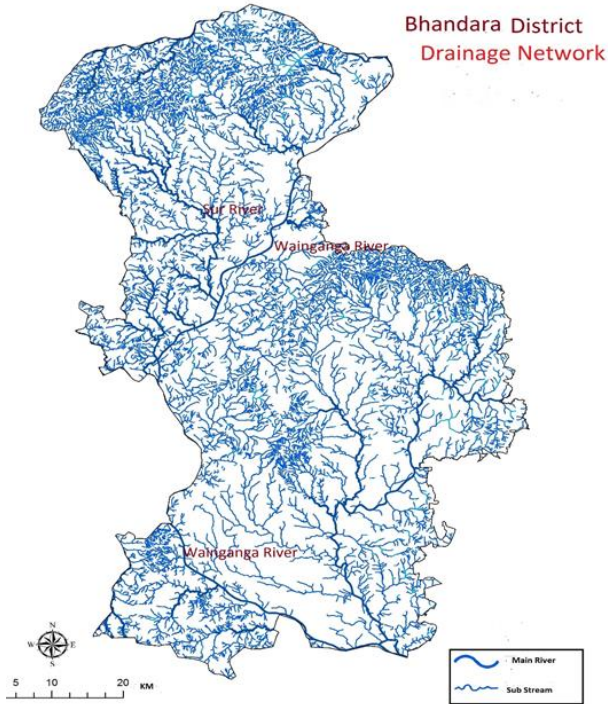 Bhandara District
Drainage Network
Sur River
Wainganga River
Wainganga River
N
W E
S
5 10 20 KM
Main River
Sub Stream